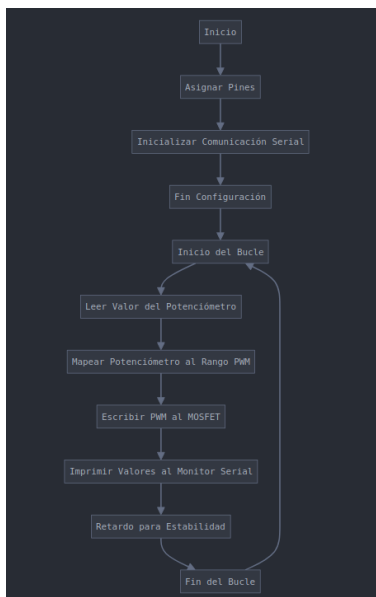 Inicio
Asignar Pines
Inicializar Comunicación Serial
Fin Configuración
Inicio del Bucle
Leer Valor del Potenciómetro
Mapear Potenciómetro al Rango PWM
Escribir PWM al MOSFET
Imprimir Valores al Monitor Serial
Retardo para Estabilidad
Fin del Bucle